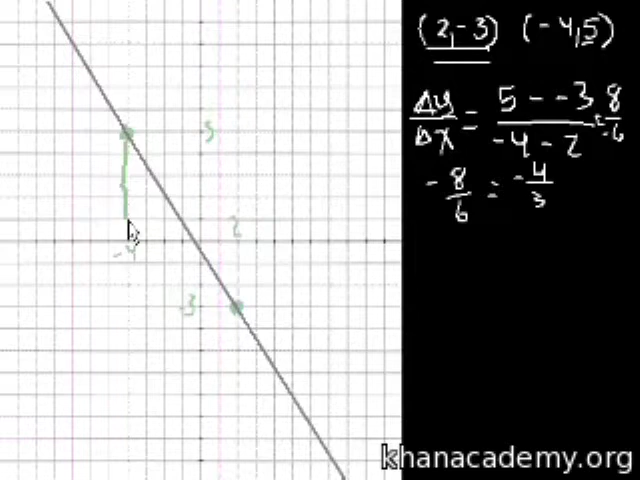 (2,-3) (-4,5)
Δy/Δx = 5--3/-4-2 = 8/-6
-8/6 = -4/3
5
2
-4
-3
khanacademy.org